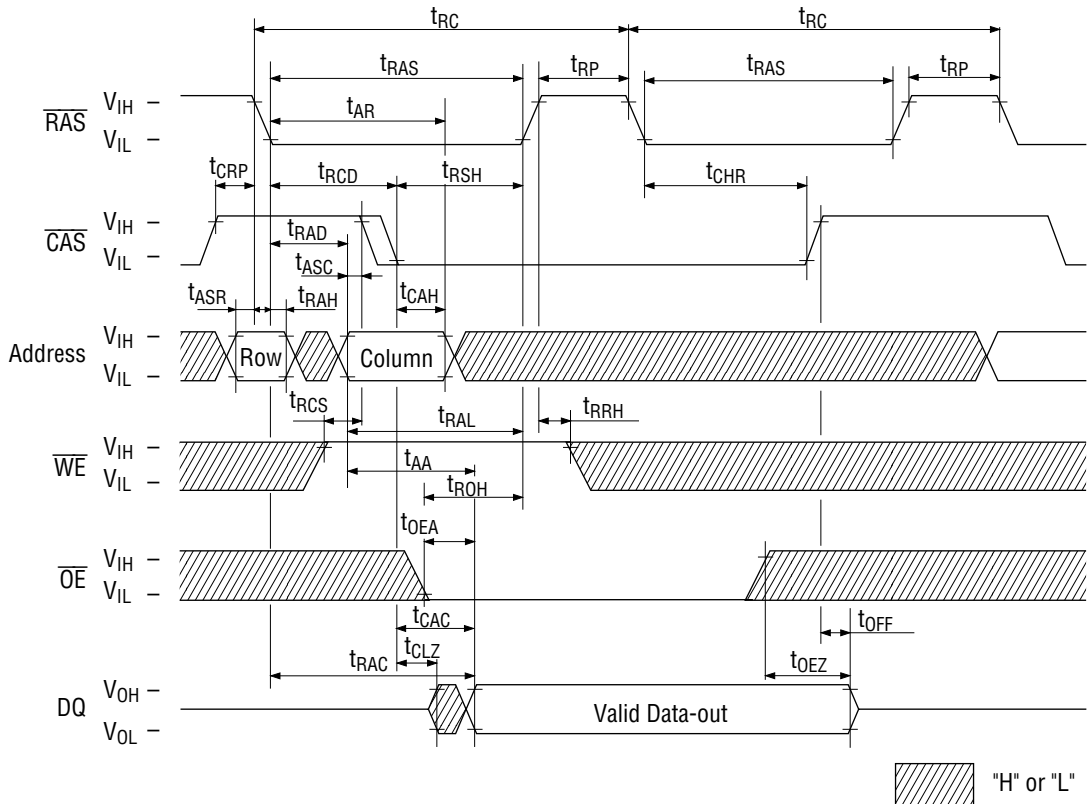 tRC tRC
tRAS tRP tRAS tRP
RAS VIH –
VIL –
tAR
tCRP tRCD tRSH tCHR
CAS VIH –
VIL –
tRAD
tASC
tASR tRAH tCAH
Address VIH –
VIL –
Row Column
tRCS tRAL tRRH
WE VIH –
VIL –
tAA
tROH
tOEA
OE VIH –
VIL –
tCAC tOFF
tRAC tCLZ tOEZ
DQ VOH –
VOL –
Valid Data-out
"H" or "L"